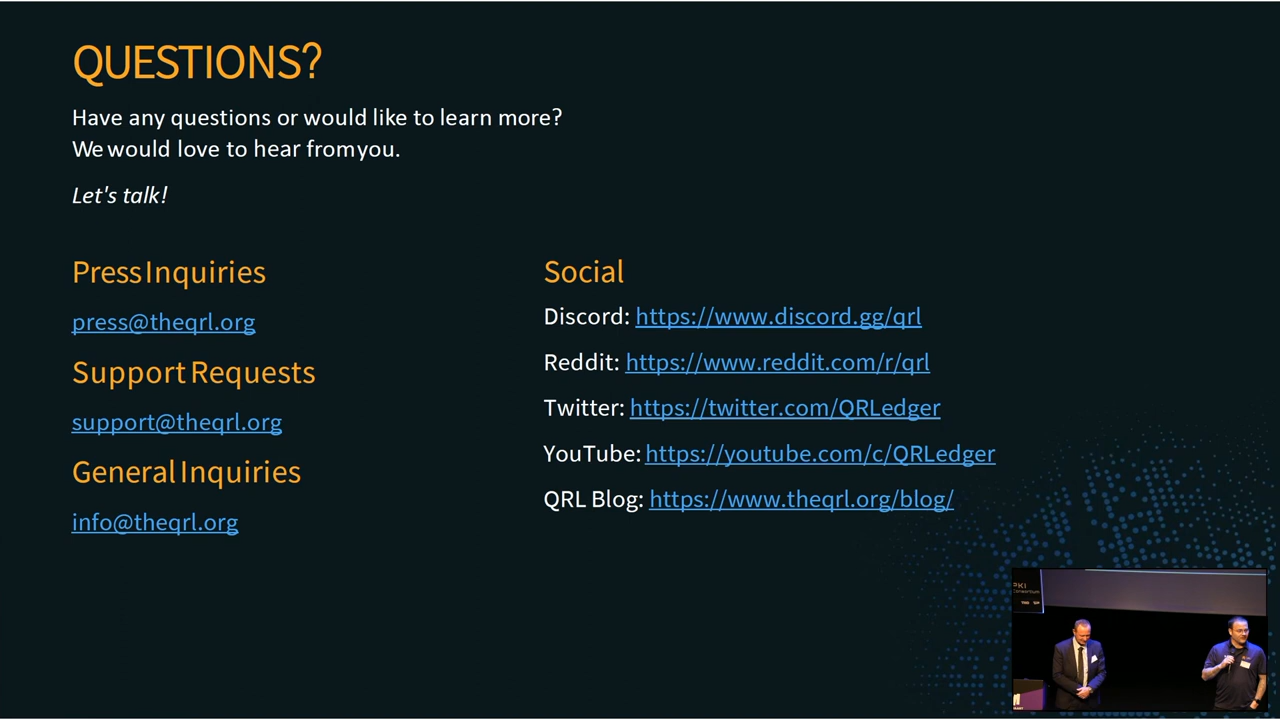 QUESTIONS?
Have any questions or would like to learn more?
We would love to hear from you.
Let's talk!
Press Inquiries
press@theqrl.org
Support Requests
support@theqrl.org
General Inquiries
info@theqrl.org
Social
Discord: https://www.discord.gg/qrl
Reddit: https://www.reddit.com/r/qrl
Twitter: https://twitter.com/QRLedger
YouTube: https://youtube.com/c/QRLedger
QRL Blog: https://www.theqrl.org/blog/
PKI
Consortium